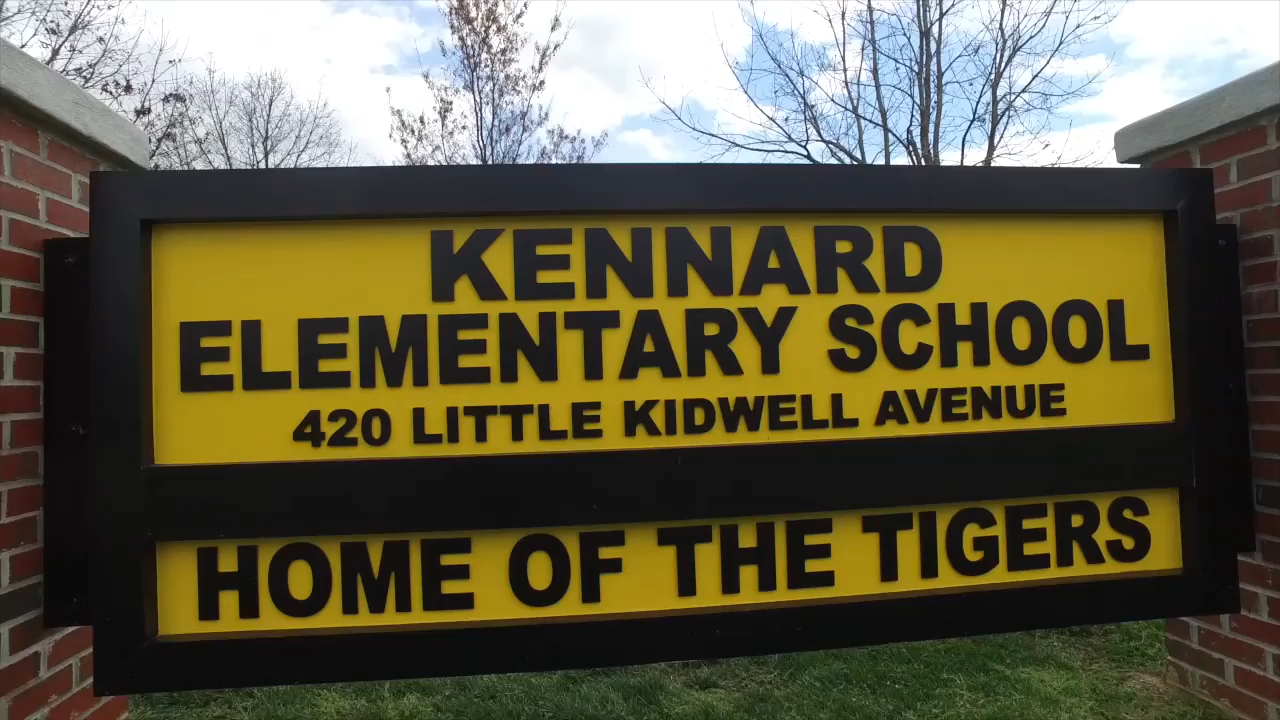 KENNARD
ELEMENTARY SCHOOL
420 LITTLE KIDWELL AVENUE
HOME OF THE TIGERS